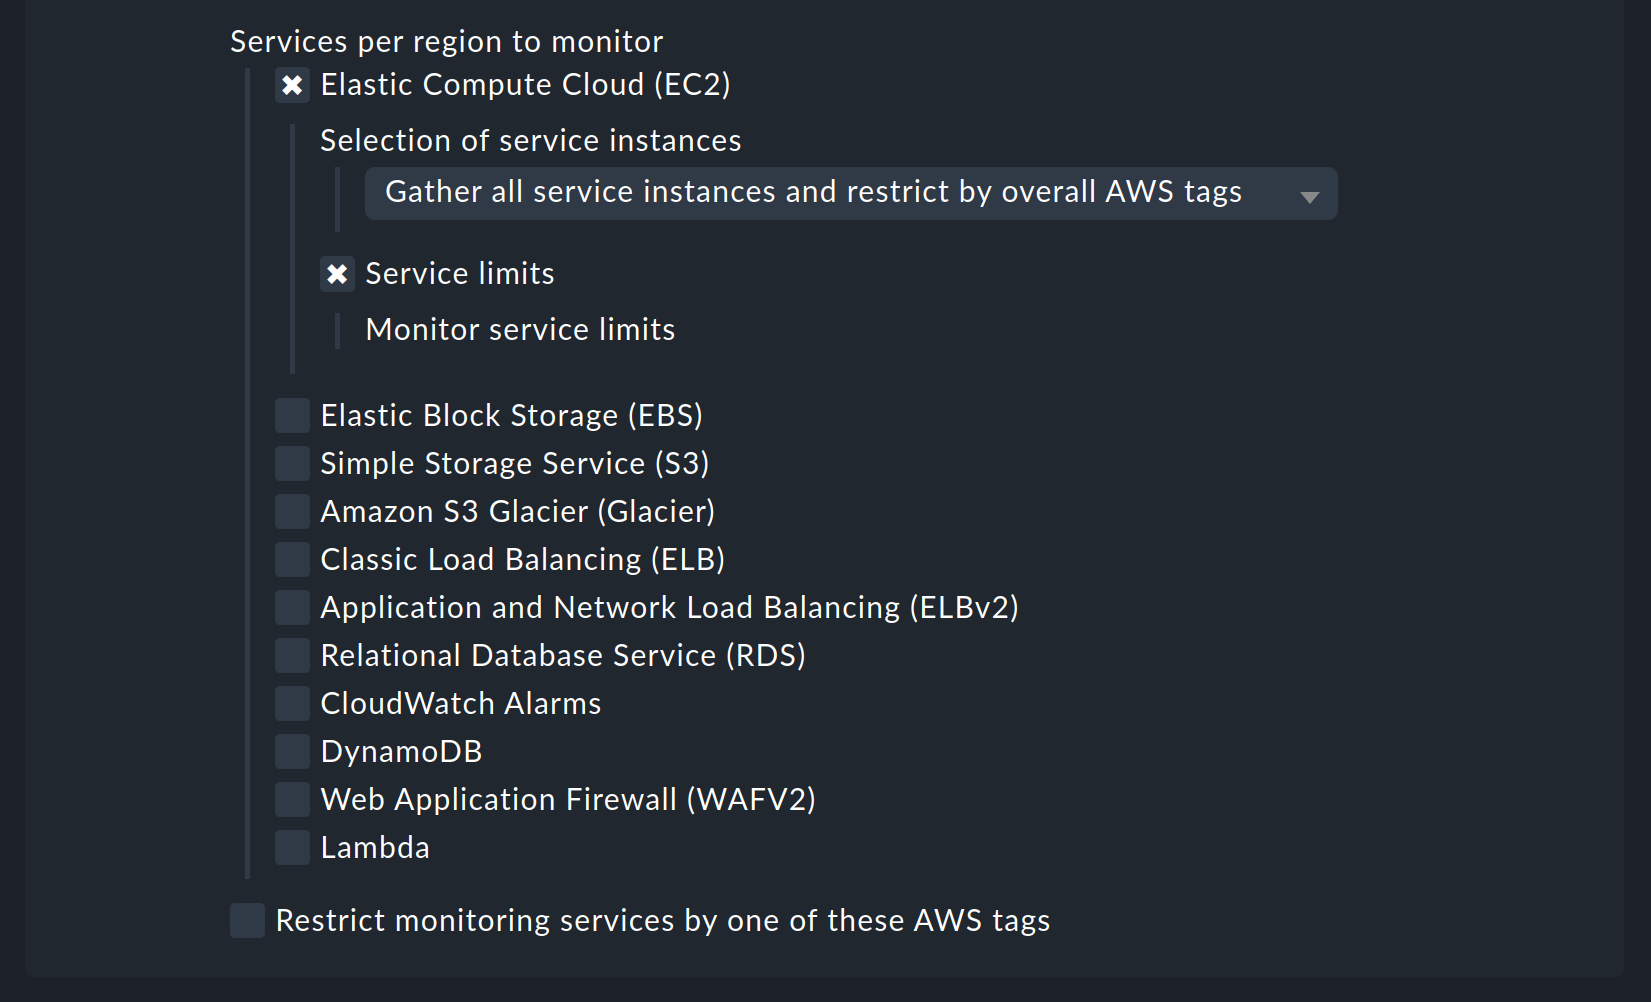 Services per region to monitor
Elastic Compute Cloud (EC2)
Selection of service instances
Gather all service instances and restrict by overall AWS tags
Service limits
Monitor service limits
Elastic Block Storage (EBS)
Simple Storage Service (S3)
Amazon S3 Glacier (Glacier)
Classic Load Balancing (ELB)
Application and Network Load Balancing (ELBv2)
Relational Database Service (RDS)
CloudWatch Alarms
DynamoDB
Web Application Firewall (WAFV2)
Lambda
Restrict monitoring services by one of these AWS tags